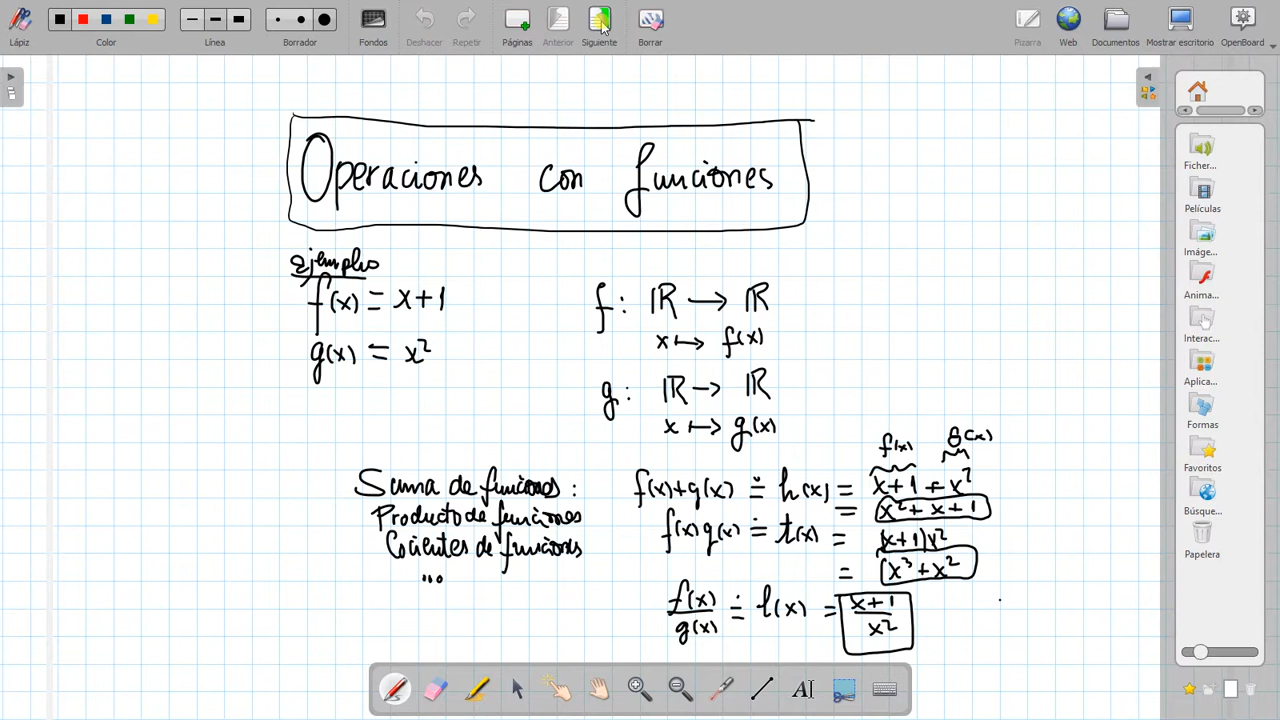 Lápiz Color Línea Borrador Fondos Deshacer Repetir Páginas Anterior Siguiente Borrar Pizarra Web Documentos Mostrar escritorio OpenBoard
Operaciones con funciones
Ejemplo
f(x) = x+1
g(x) = x²
f: ℝ → ℝ
x ↦ f(x)
g: ℝ → ℝ
x ↦ g(x)
f(x) g(x)
Suma de funciones : f(x)+g(x) ≐ h(x) = x+1 + x²
= x² + x + 1
Producto de funciones f(x)g(x) ≐ t(x) = (x+1)x²
= x³ + x²
Cocientes de funciones
...
f(x)/g(x) ≐ l(x) = x+1/x²
Ficher...
Películas
Imáge...
Anima...
Interac...
Aplica...
Formas
Favoritos
Búsque...
Papelera